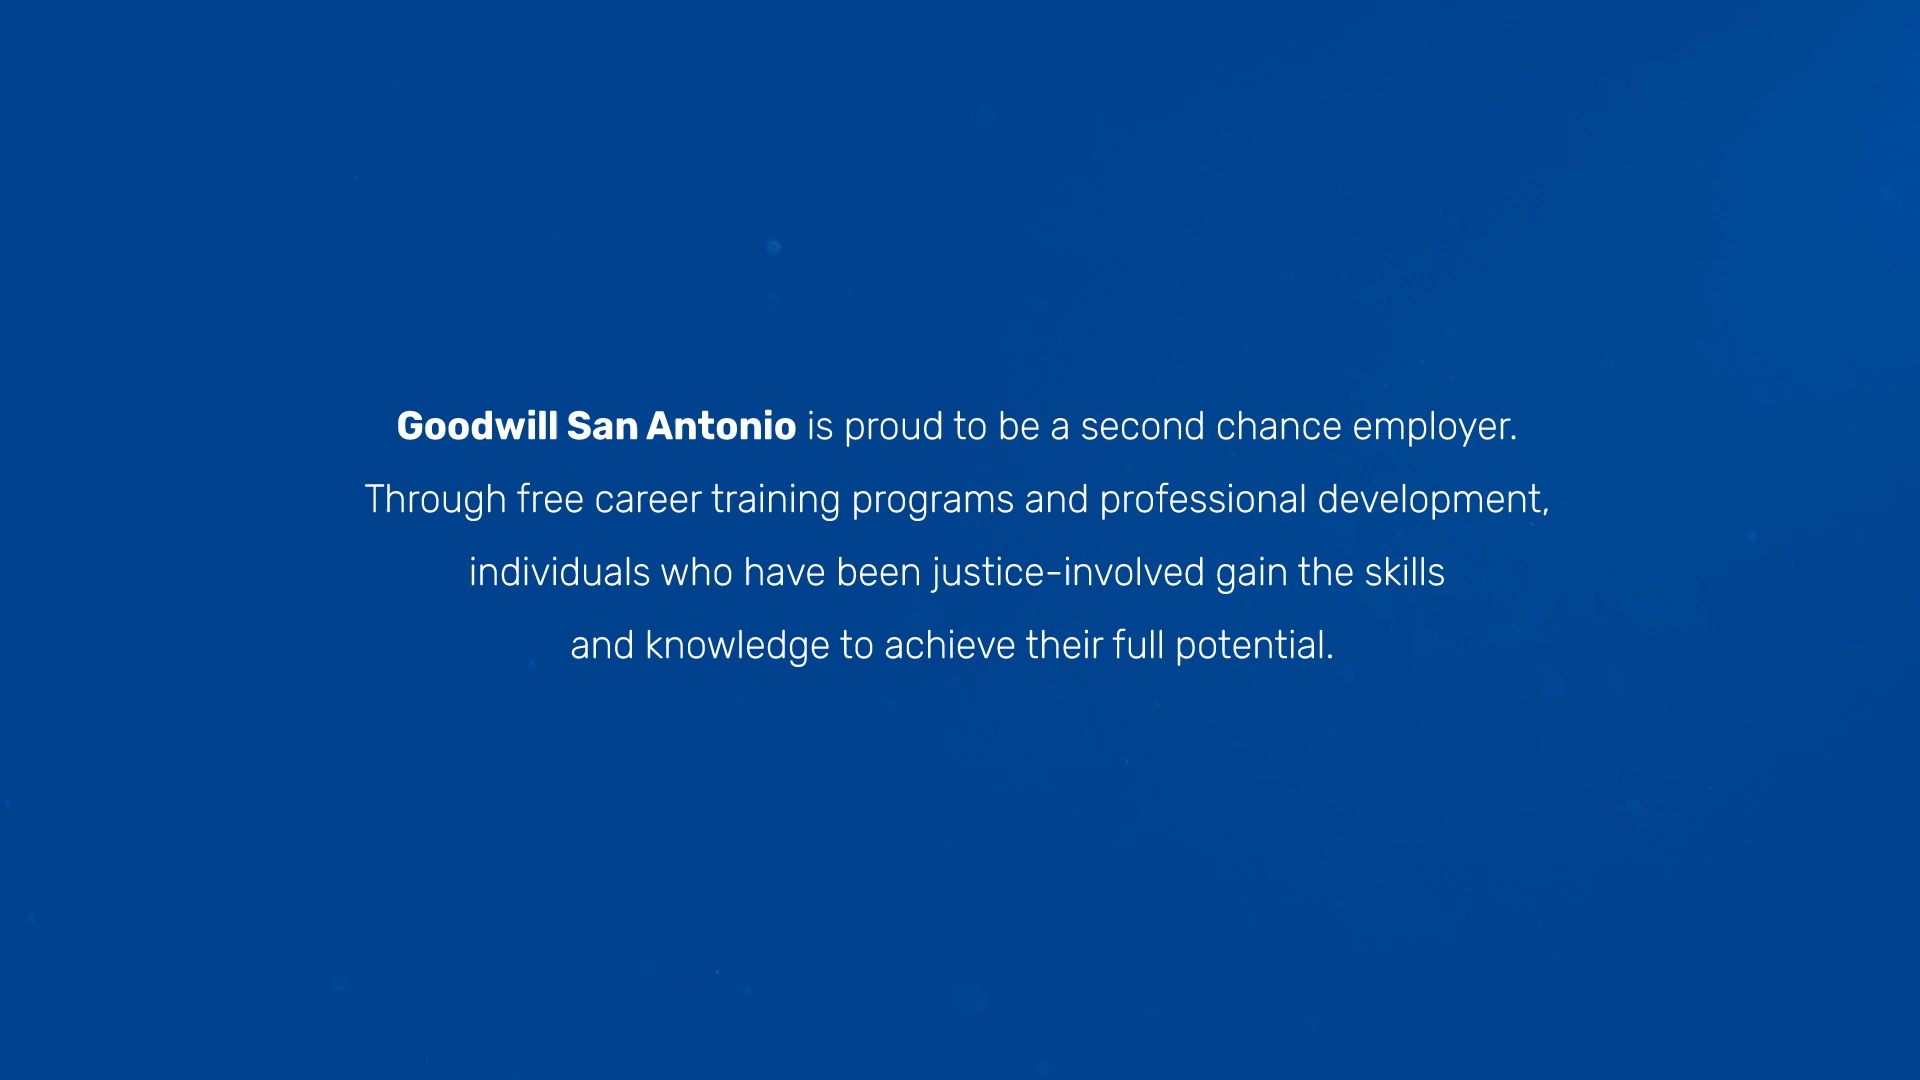 Goodwill San Antonio is proud to be a second chance employer.
Through free career training programs and professional development,
individuals who have been justice-involved gain the skills
and knowledge to achieve their full potential.